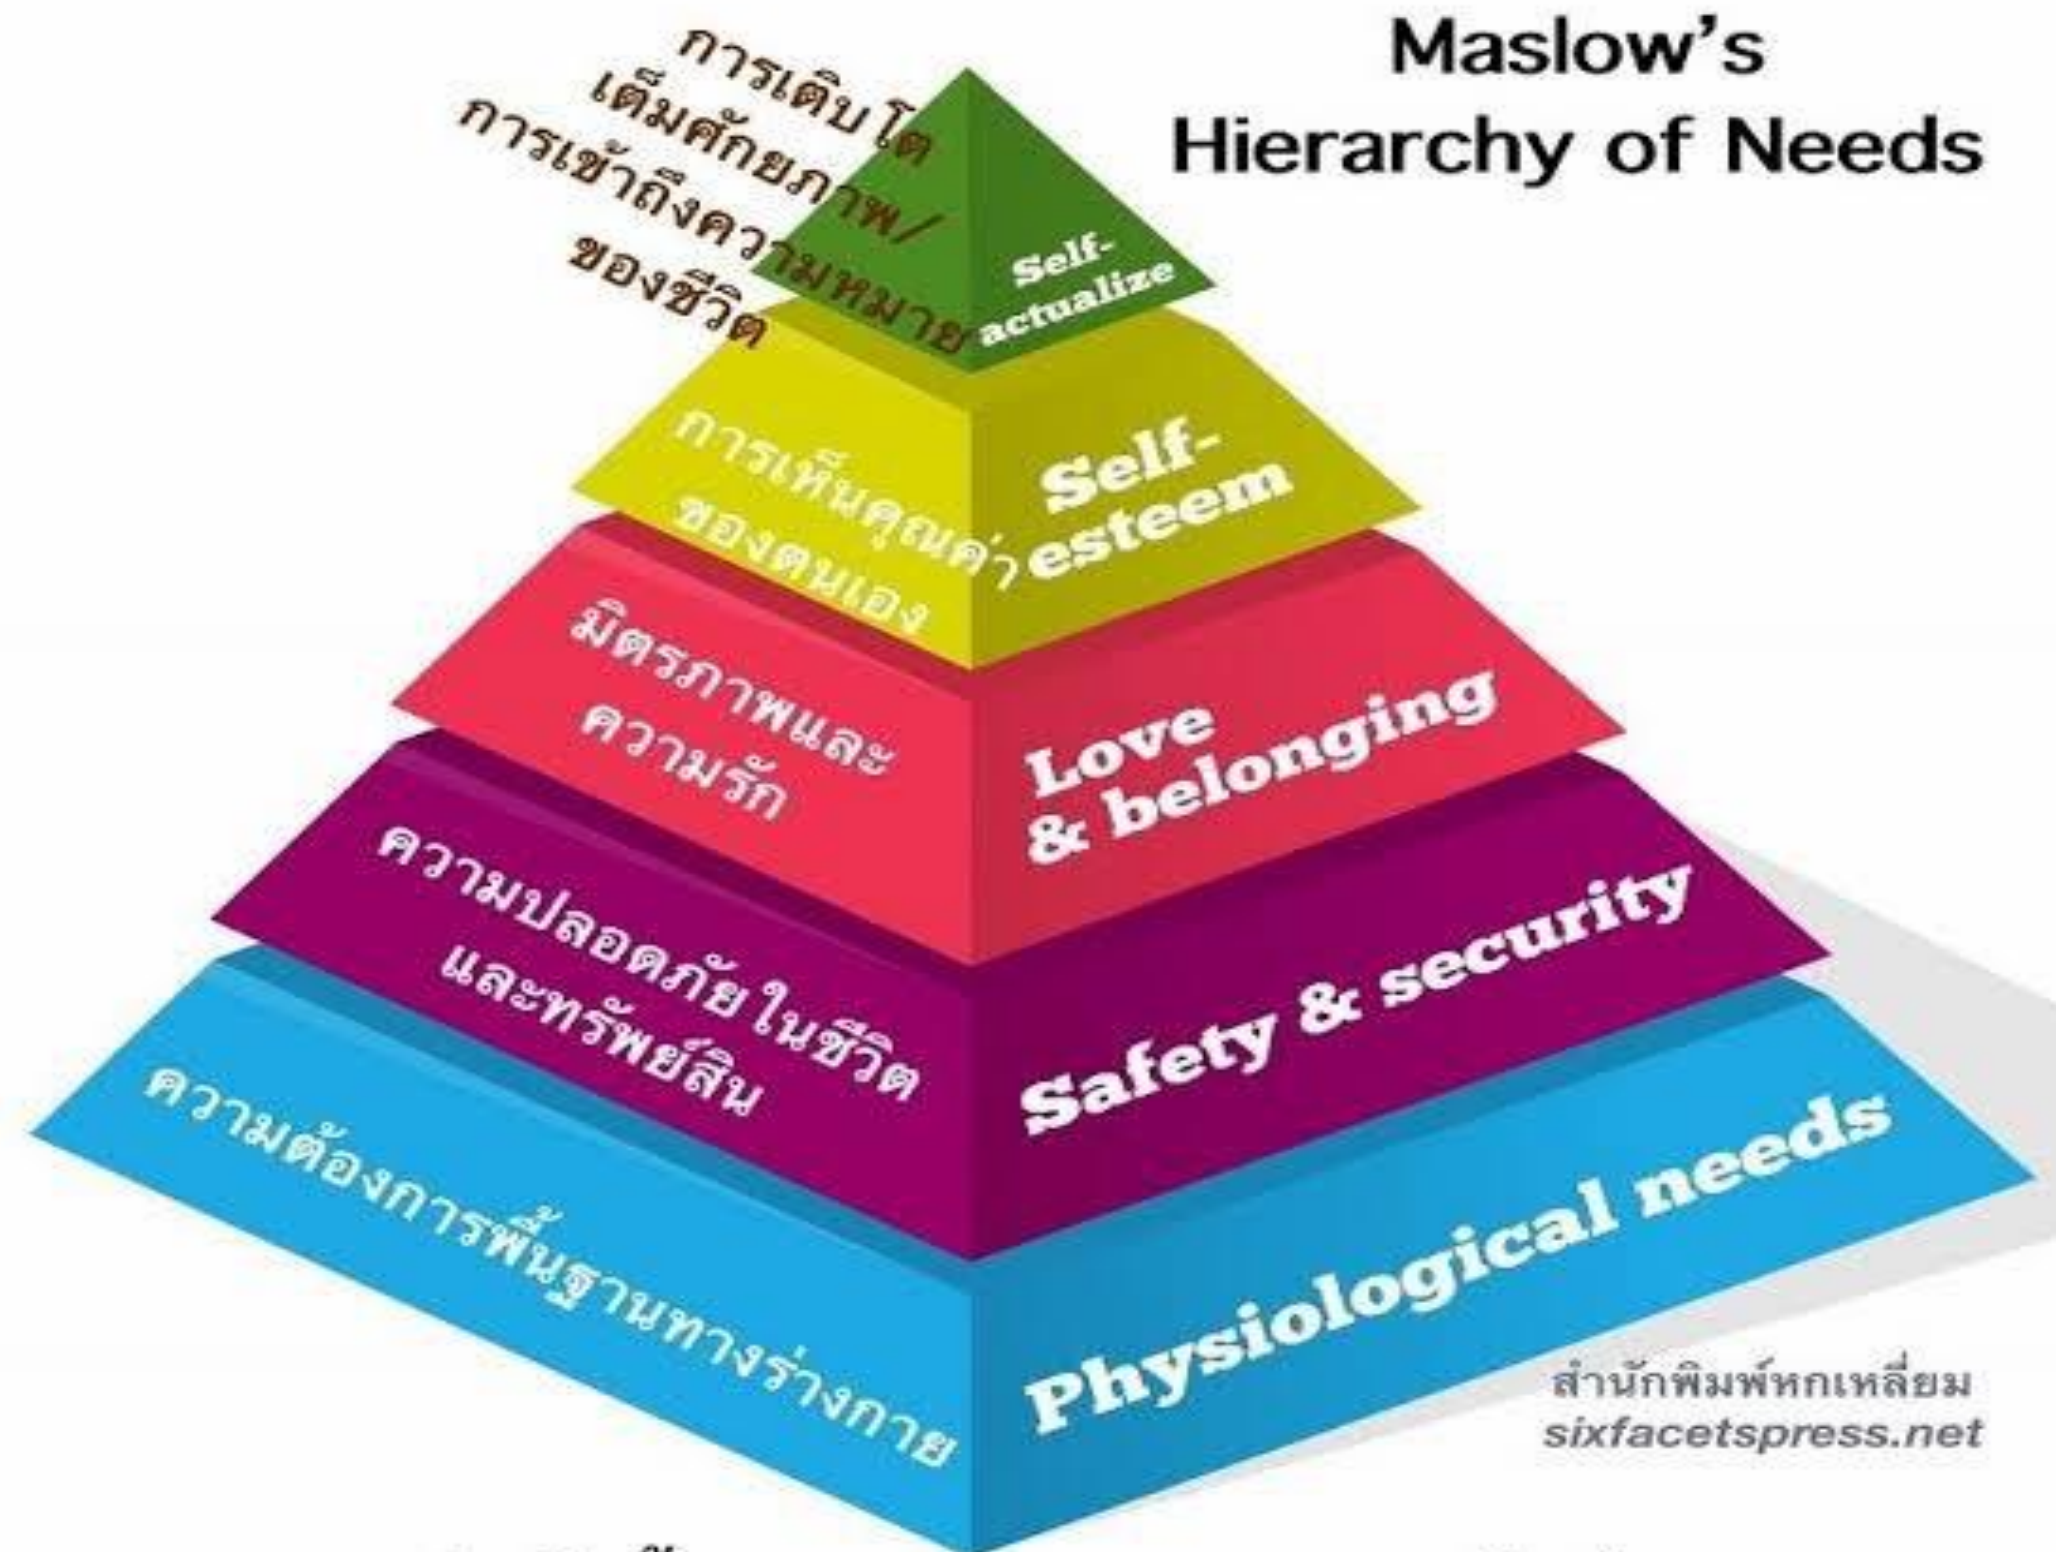 Maslow's
Hierarchy of Needs
การเติบโต
เต็มศักยภาพ/
การเข้าถึงความหมาย
ของชีวิต
Self-
actualize
การเห็นคุณค่า
ของตนเอง
Self-
esteem
มิตรภาพและ
ความรัก
Love
& belonging
ความปลอดภัยในชีวิต
และทรัพย์สิน
Safety & security
ความต้องการพื้นฐานทางร่างกาย
Physiological needs
สำนักพิมพ์หกเหลี่ยม
sixfacetspress.net